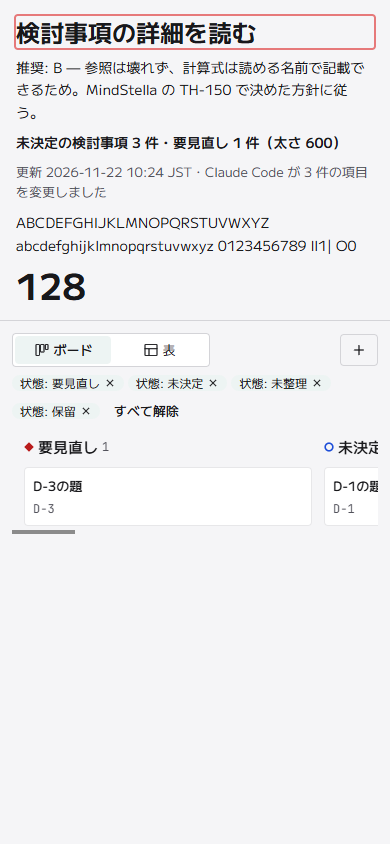 検討事項の詳細を読む
推奨: B — 参照は壊れず、計算式は読める名前で記載で
きるため。MindStella の TH-150 で決めた方針に従
う。
未決定の検討事項 3 件・要見直し 1 件（太さ 600）
更新 2026-11-22 10:24 JST · Claude Code が 3 件の項目
を変更しました
ABCDEFGHIJKLMNOPQRSTUVWXYZ
abcdefghijklmnopqrstuvwxyz 0123456789 Il1| O0
128
ボード 表 +
状態: 要見直し × 状態: 未決定 × 状態: 未整理 ×
状態: 保留 × すべて解除
要見直し 1 未決定
D-3の題 D-1の題
D-3 D-1